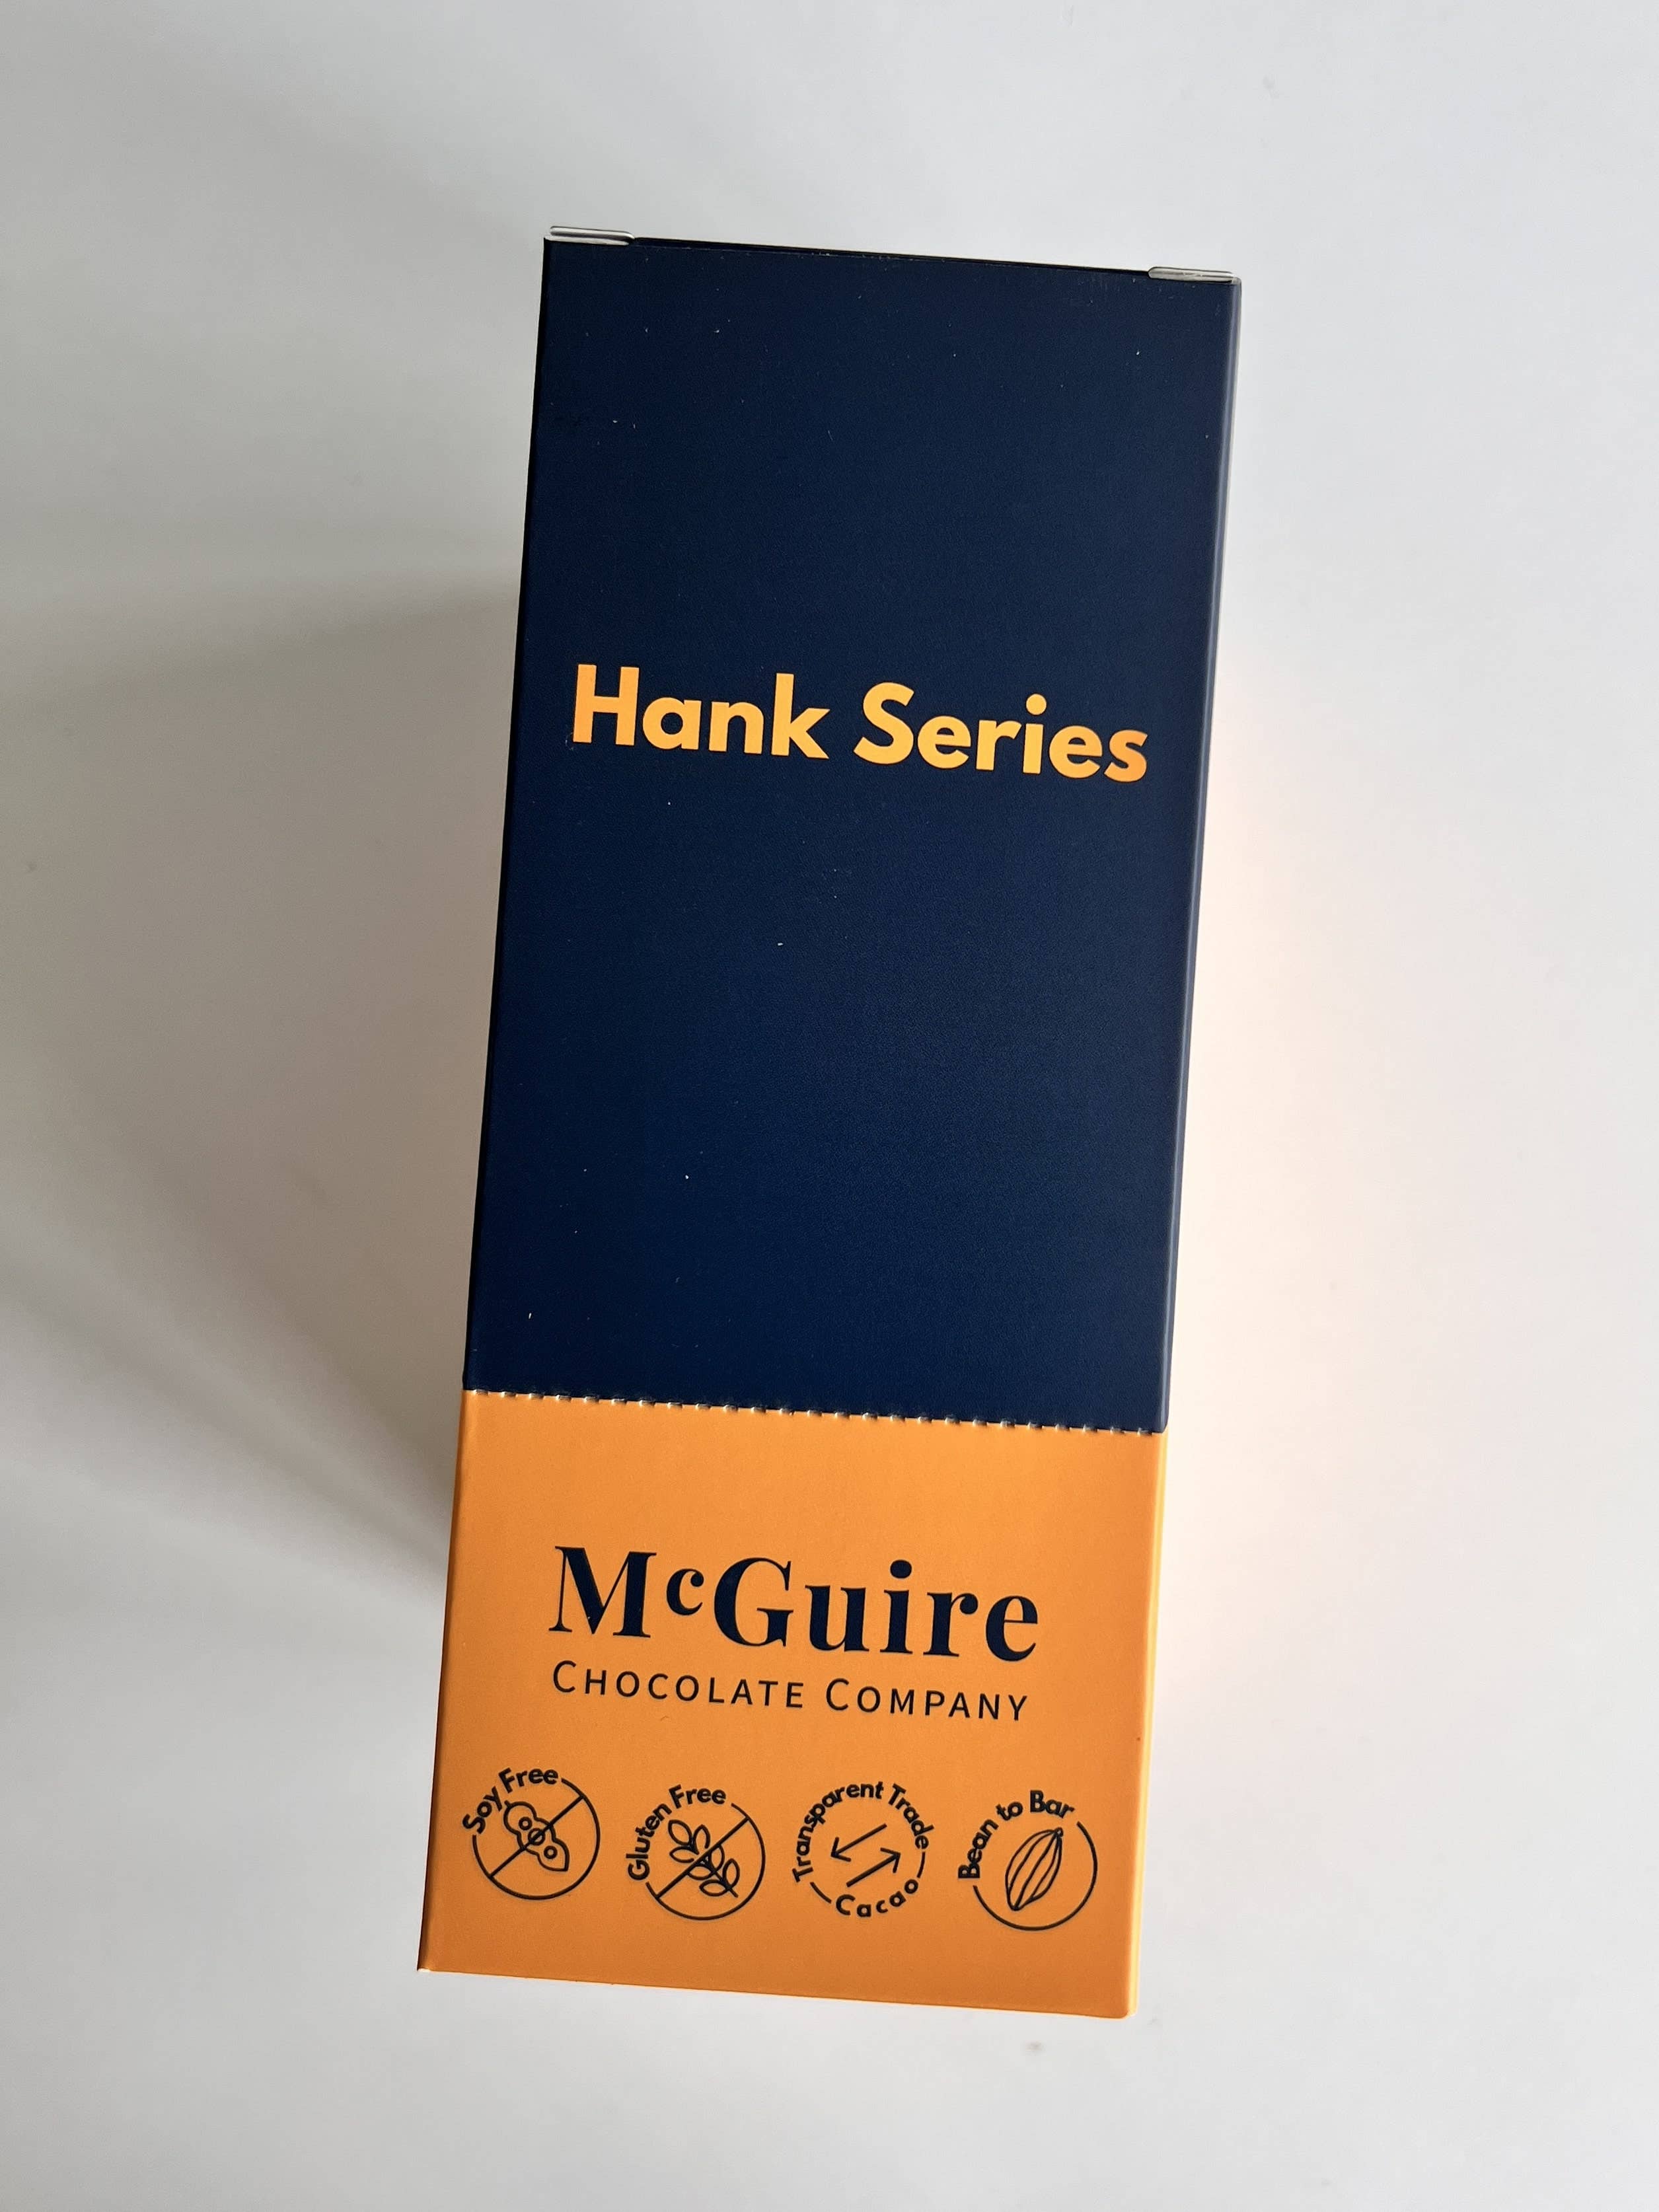 Hank Series
McGuire
CHOCOLATE COMPANY
Soy Free
Gluten Free
Transparent Trade
Cacao
Bean to Bar